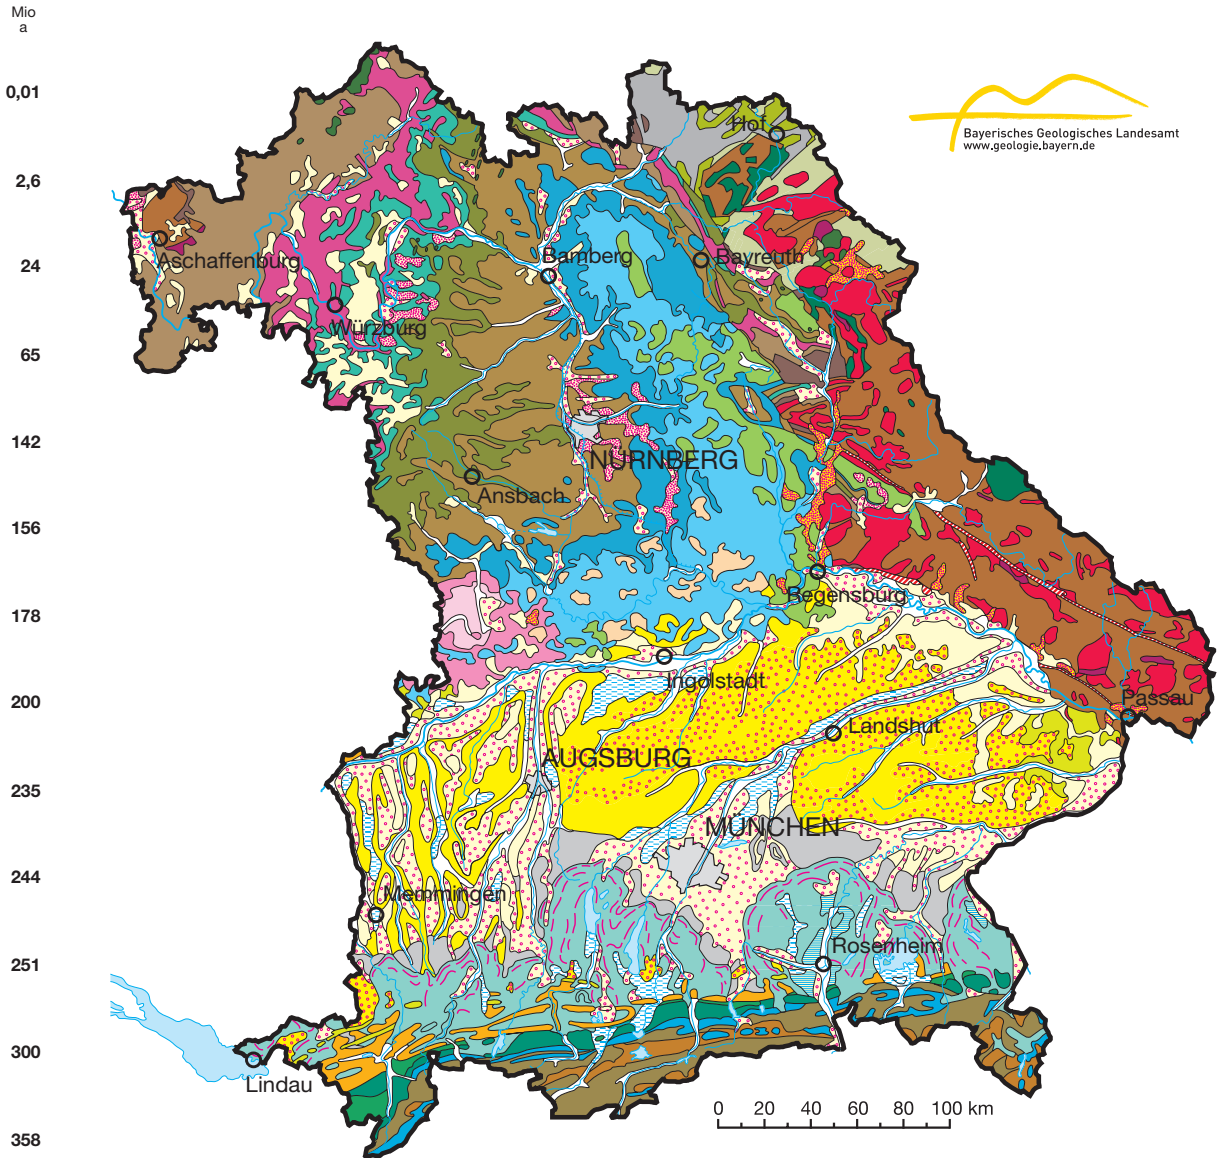 Mio
a
0,01
2,6
24
65
142
156
178
200
235
244
251
300
358
Bayerisches Geologisches Landesamt
www.geologie.bayern.de
Hof
Aschaffenburg
Bamberg
Bayreuth
Würzburg
NÜRNBERG
Ansbach
Regensburg
Ingolstadt
Passau
Landshut
AUGSBURG
MÜNCHEN
Memmingen
Rosenheim
Lindau
0 20 40 60 80 100 km